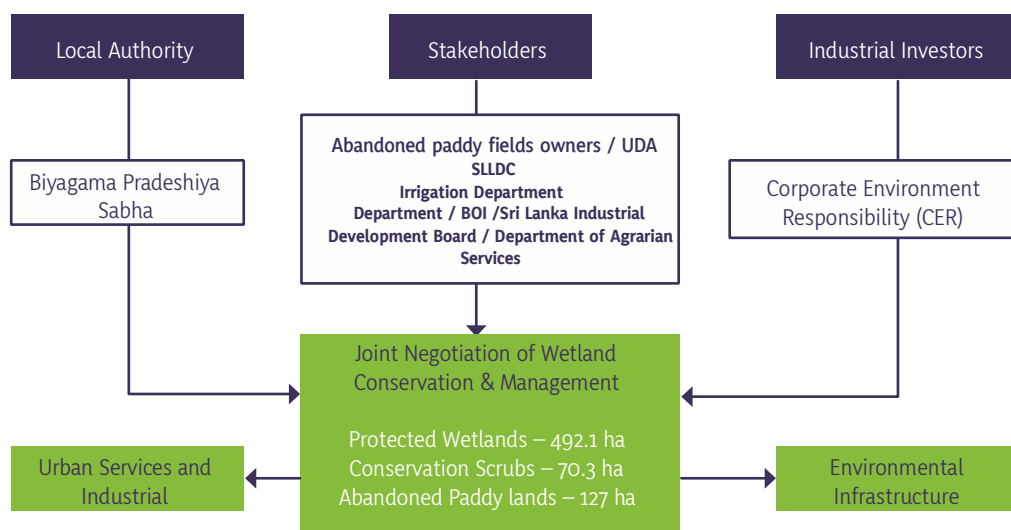 Local Authority
Stakeholders
Industrial Investors
Abandoned paddy fields owners / UDA
SLLDC
Irrigation Department
Department / BOI /Sri Lanka Industrial
Development Board / Department of Agrarian
Services
Biyagama Pradeshiya
Sabha
Corporate Environment
Responsibility (CER)
Joint Negotiation of Wetland
Conservation & Management
Protected Wetlands – 492.1 ha
Conservation Scrubs – 70.3 ha
Abandoned Paddy lands – 127 ha
Urban Services and
Industrial
Environmental
Infrastructure